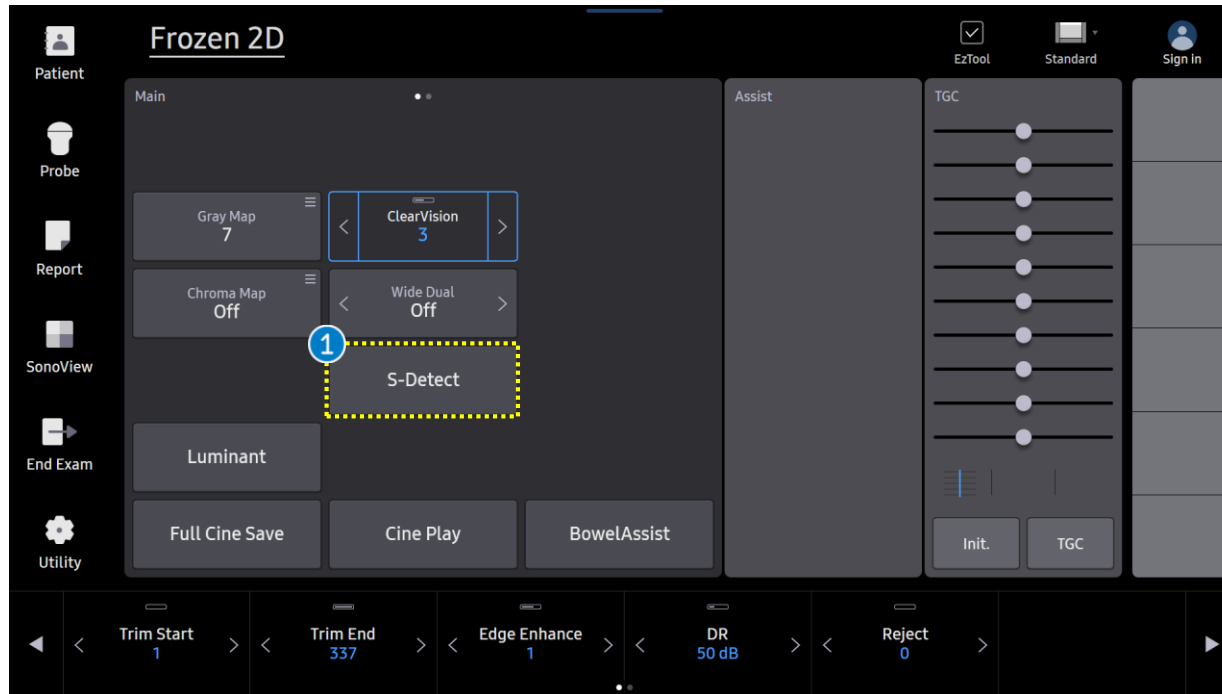 Patient
Frozen 2D
EzTool
Standard
Sign in
Main
Assist
TGC
Probe
Gray Map
7
ClearVision
3
Report
Chroma Map
Off
Wide Dual
Off
1
SonoView
S-Detect
End Exam
Luminant
Utility
Full Cine Save
Cine Play
BowelAssist
Init.
TGC
Trim Start
1
Trim End
337
Edge Enhance
1
DR
50 dB
Reject
0